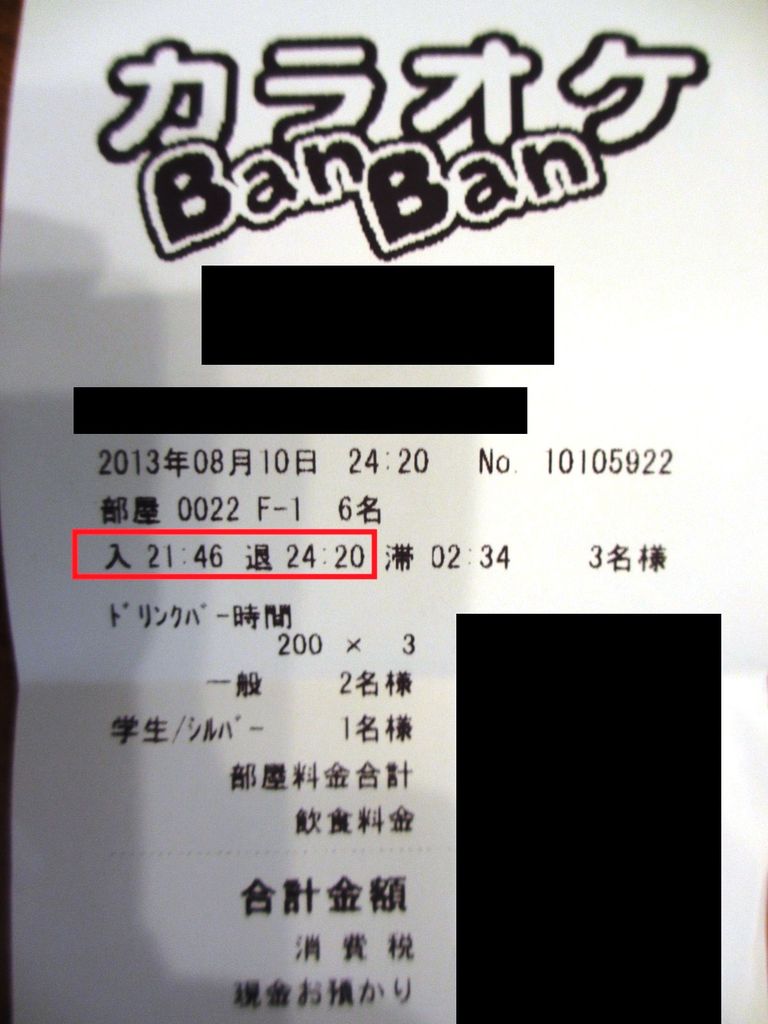 カラオケ
BanBan
2013年08月10日 24:20 No. 10105922
部屋 0022 F-1 6名
入 21:46 退 24:20 滞 02:34 3名様
ﾄﾞﾘﾝｸﾊﾞｰ時間
200 × 3
一般 2名様
学生/ｼﾙﾊﾞｰ 1名様
部屋料金合計
飲食料金
合計金額
消費税
現金お預かり